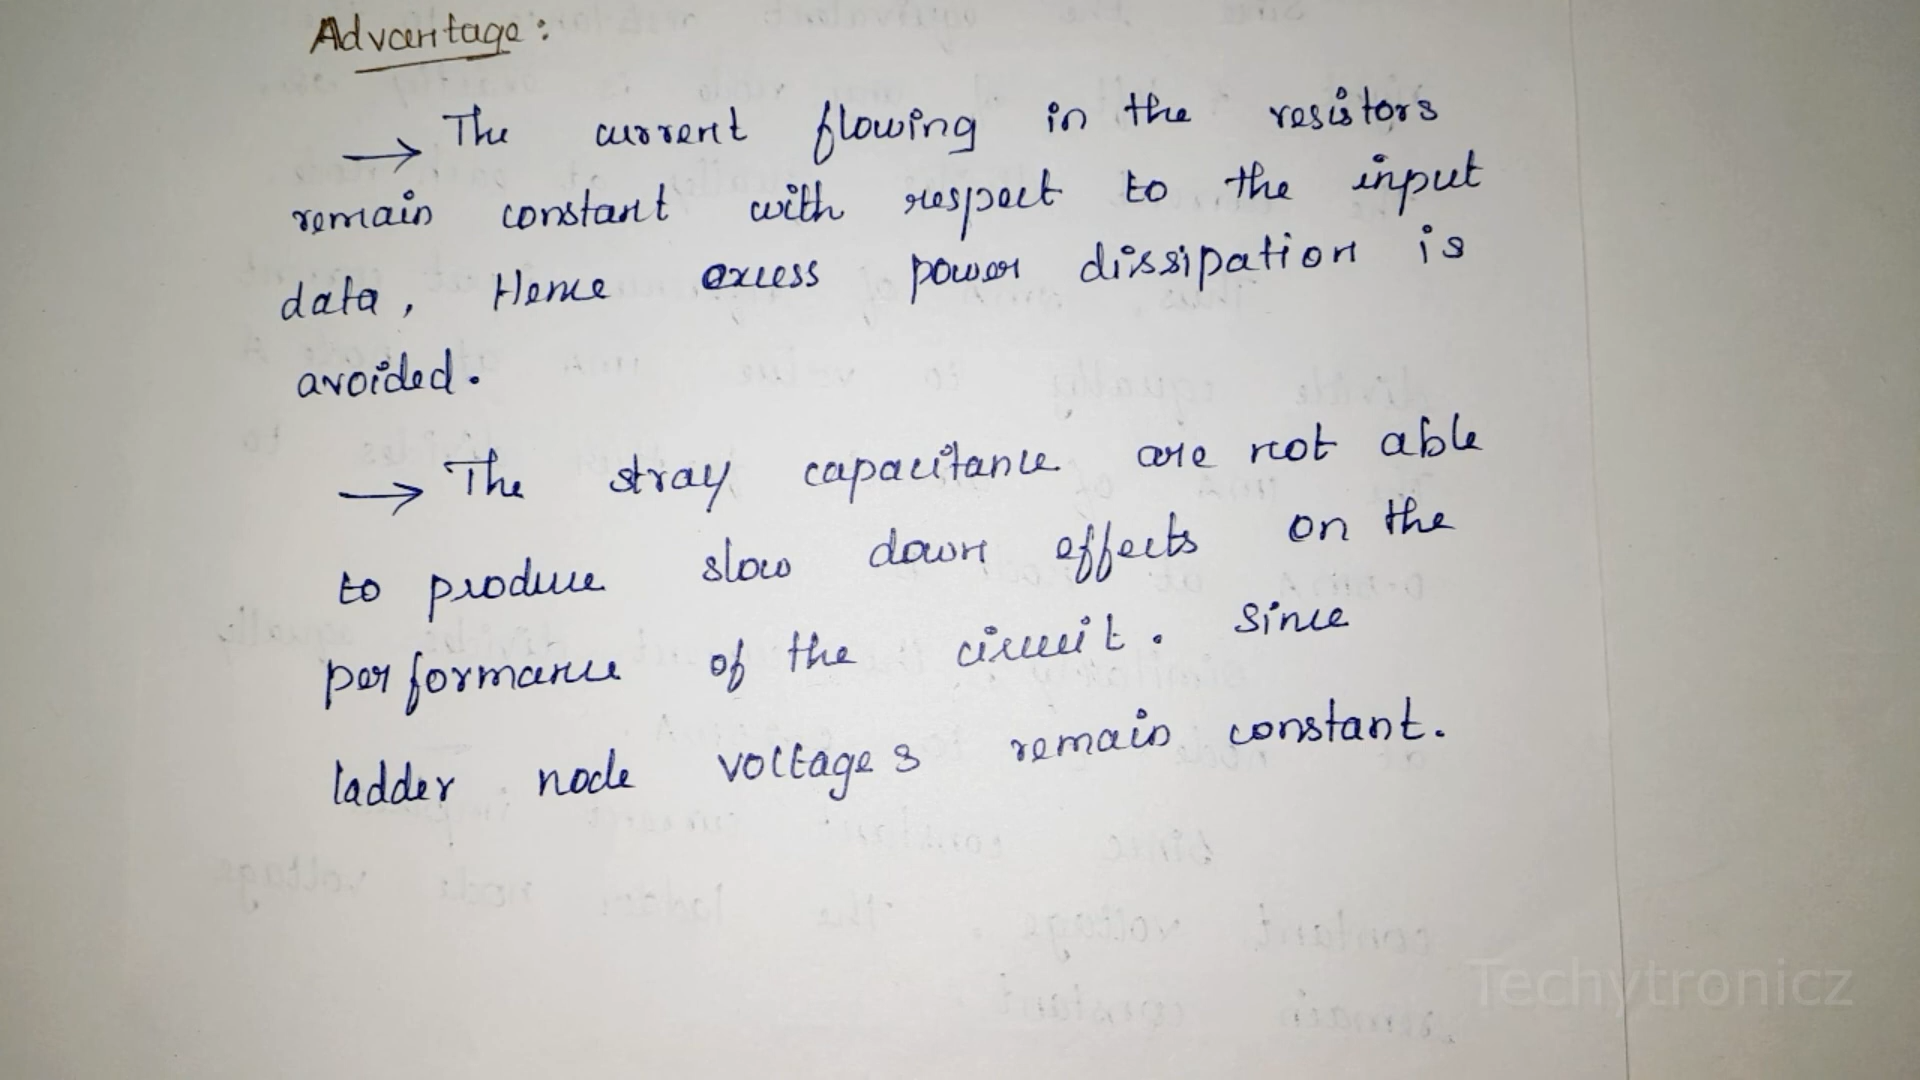 Advantage:
→ The current flowing in the resistors
remain constant with respect to the input
data, Hence excess power dissipation is
avoided.
→ The stray capacitance are not able
to produce slow down effects on the
performance of the circuit. Since
ladder node voltages remain constant.
Techytronicz